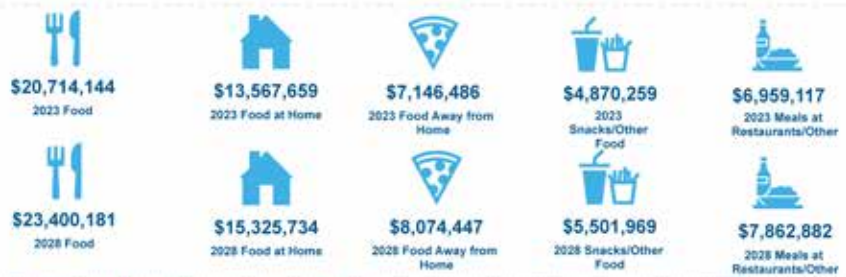 $20,714,144
2023 Food
$13,567,659
2023 Food at Home
$7,146,486
2023 Food Away from
Home
$4,870,259
2023
Snacks/Other
Food
$6,959,117
2023 Meals at
Restaurants/Other
$23,400,181
2028 Food
$15,325,734
2028 Food at Home
$8,074,447
2028 Food Away from
Home
$5,501,969
2028 Snacks/Other
Food
$7,862,882
2028 Meals at
Restaurants/Other